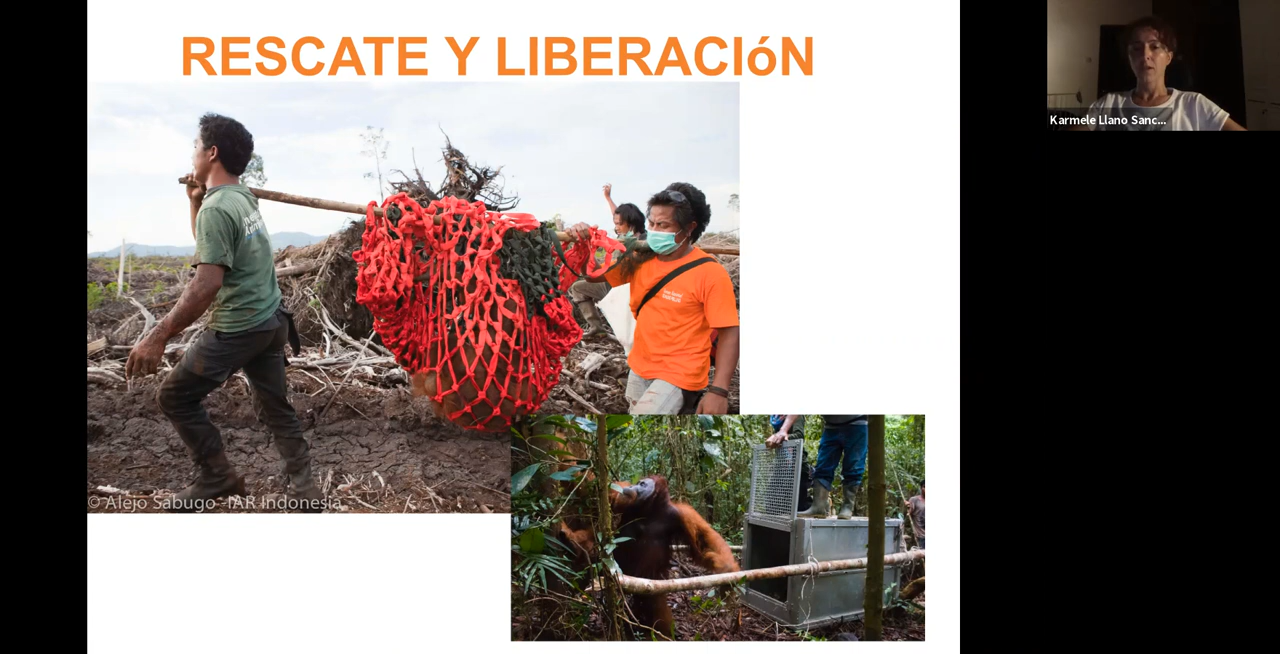 RESCATE Y LIBERACIóN
Karmele Llano Sanc...
© Alejo Sabugo -IAR Indonesia